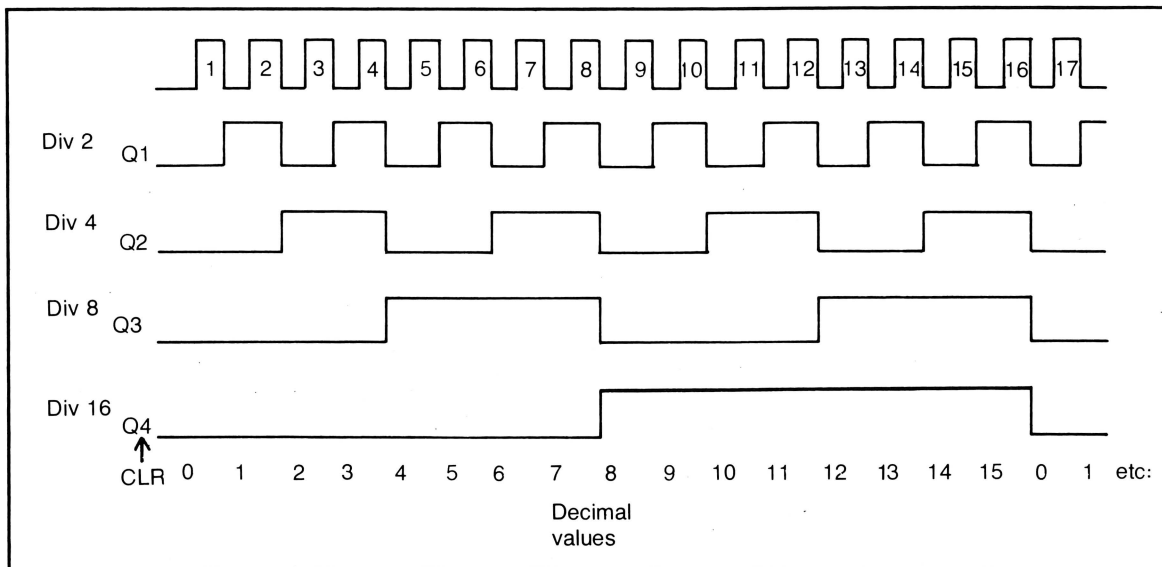 1 2 3 4 5 6 7 8 9 10 11 12 13 14 15 16 17
Div 2
Q1
Div 4
Q2
Div 8
Q3
Div 16
Q4
CLR 0 1 2 3 4 5 6 7 8 9 10 11 12 13 14 15 0 1 etc:
Decimal
values